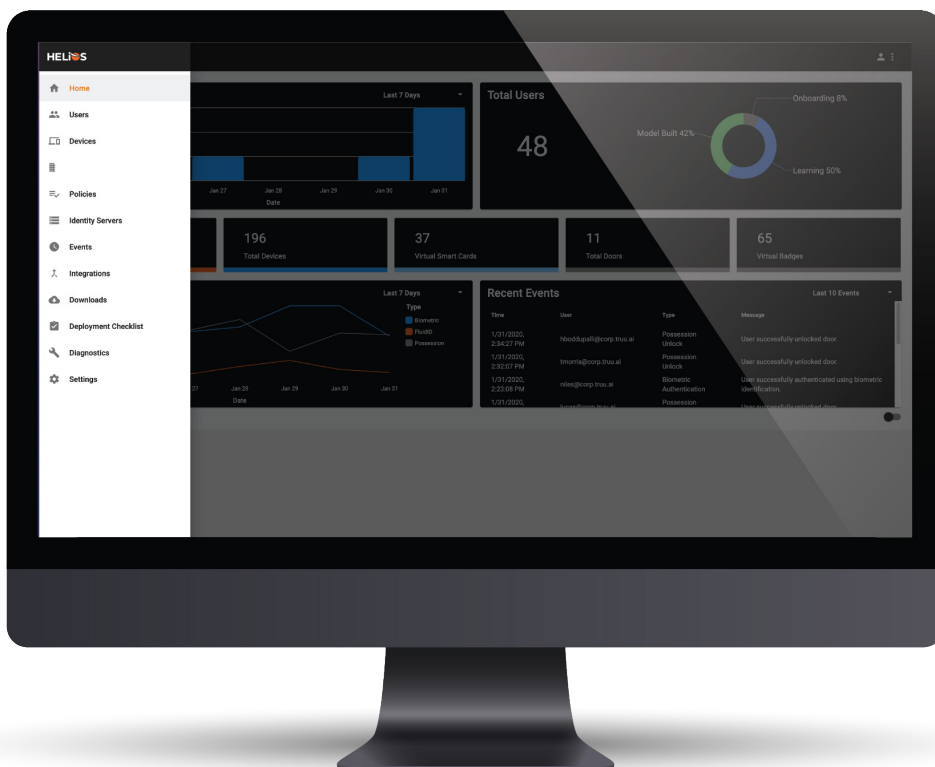 HELiOS
Home
Users
Devices
Policies
Identity Servers
Events
Integrations
Downloads
Deployment Checklist
Diagnostics
Settings
Last 7 Days
Jan 27
Jan 28
Jan 29
Jan 30
Jan 31
Date
Total Users
48
Onboarding 8%
Model Built 42%
Learning 50%
196
Total Devices
37
Virtual Smart Cards
11
Total Doors
65
Virtual Badges
Last 7 Days
Type
Biometric
FluidID
Possession
27
Jan 28
Jan 29
Jan 30
Jan 31
Date
Recent Events
Last 10 Events
Time User Type Message
1/31/2020, 2:34:27 PM hboddupalli@corp.truu.ai Possession Unlock User successfully unlocked door.
1/31/2020, 2:32:07 PM tmorris@corp.truu.ai Possession Unlock User successfully unlocked door.
1/31/2020, 2:23:08 PM niles@corp.truu.ai Biometric Authentication User successfully authenticated using biometric identification.
1/31/2020, Possession User successfully unlocked door.